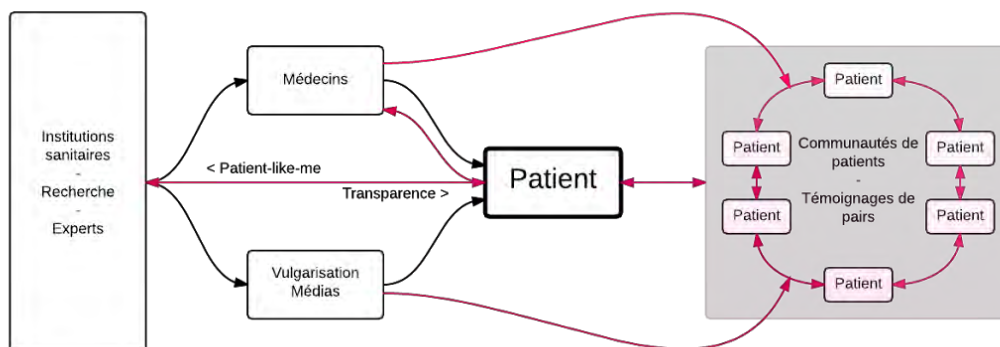 Institutions
sanitaires
-
Recherche
-
Experts
Médecins
< Patient-like-me
Transparence >
Vulgarisation
Médias
Patient
Patient
Patient
Patient
Communautés de
patients
-
Témoignages de
pairs
Patient
Patient
Patient